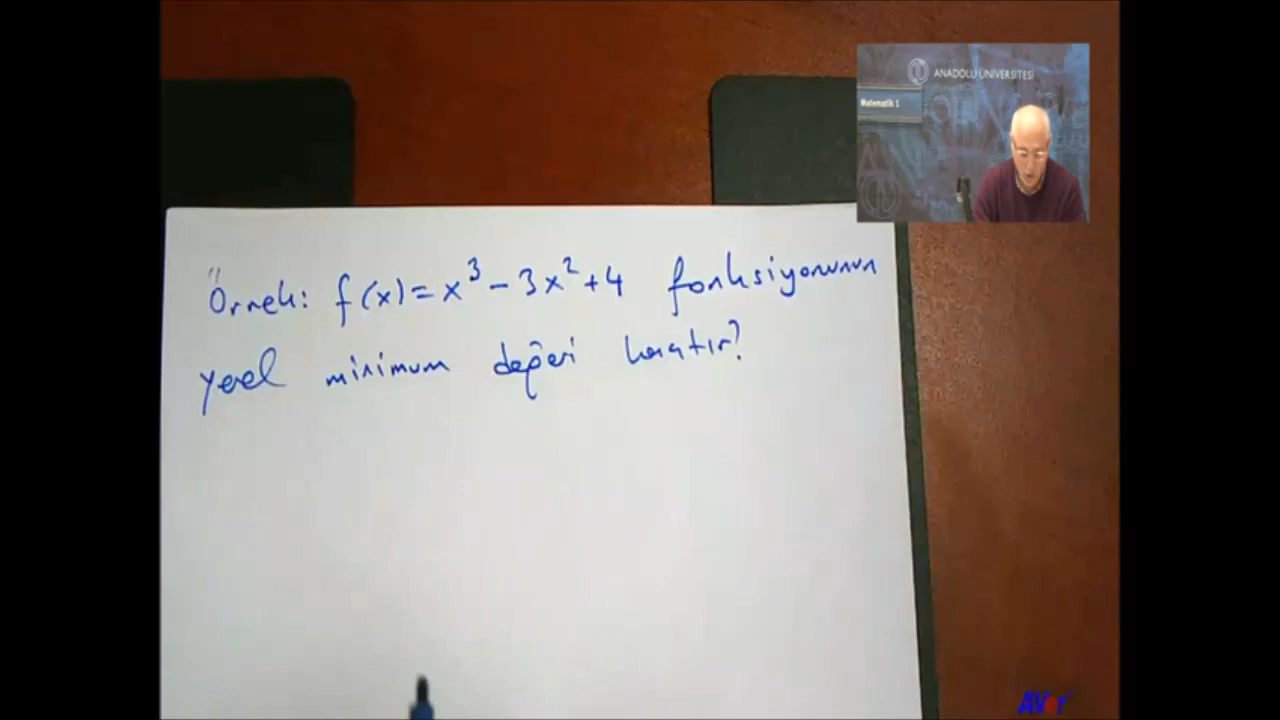 ANADOLU ÜNİVERSİTESİ
Matematik 1
Örnek: f(x)=x³-3x²+4 fonksiyonunun
yerel minimum değeri kaçtır?